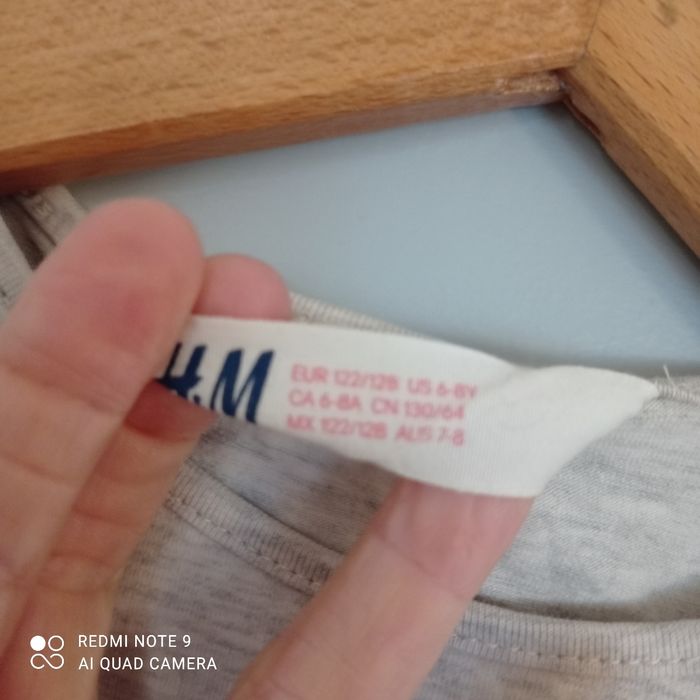 H&M
EUR 122/128 US 6-8Y
CA 6-8A CN 130/64
MX 122/128 AUS 7-8
REDMI NOTE 9
AI QUAD CAMERA